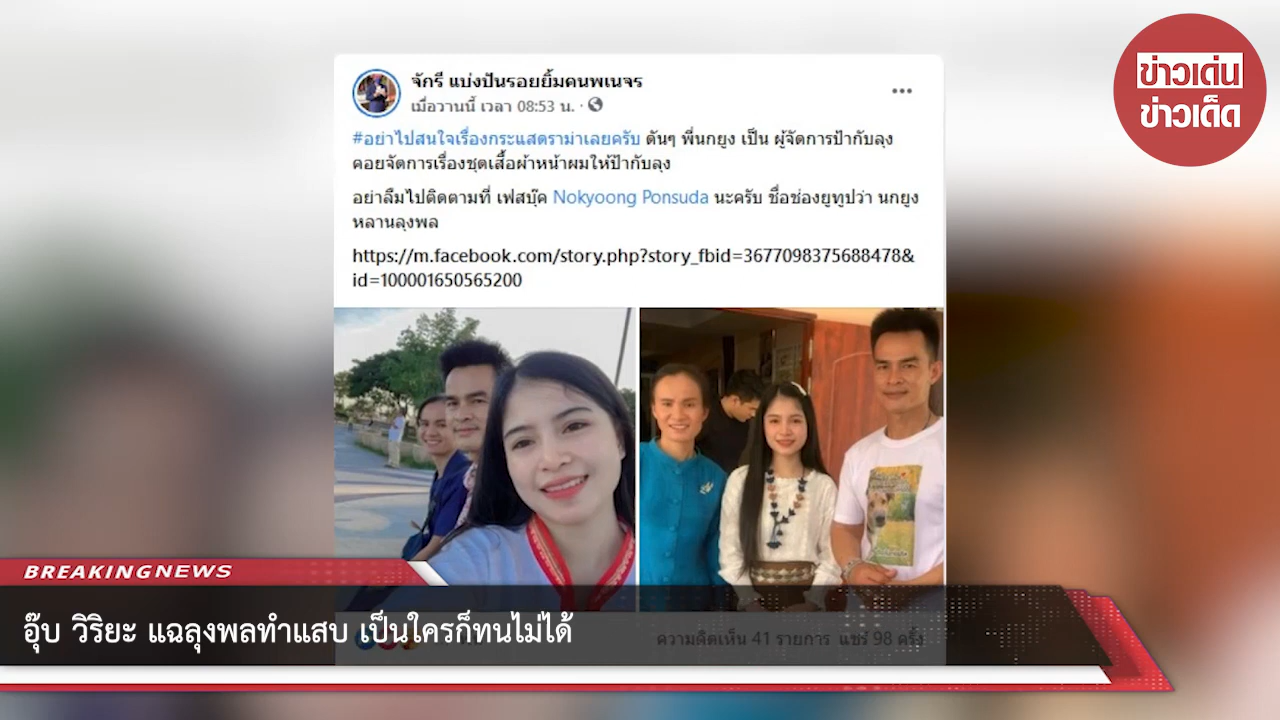 ข่าวเด่น
ข่าวเด็ด
จักรี แบ่งปันรอยยิ้มคนพเนจร
เมื่อวานนี้ เวลา 08:53 น. ·
#อย่าไปสนใจเรื่องกระแสดราม่าเลยครับ ดันๆ พี่นกยูง เป็น ผู้จัดการป้ากับลุง
คอยจัดการเรื่องชุดเสื้อผ้าหน้าผมให้ป้ากับลุง
อย่าลืมไปติดตามที่ เฟสบุ๊ค Nokyoong Ponsuda นะครับ ชื่อช่องยูทูปว่า นกยูง
หลานลุงพล
https://m.facebook.com/story.php?story_fbid=3677098375688478&
id=100001650565200
BREAKINGNEWS
อุ๊บ วิริยะ แฉลุงพลทำแสบ เป็นใครก็ทนไม่ได้
ความคิดเห็น 41 รายการ แชร์ 98 ครั้ง